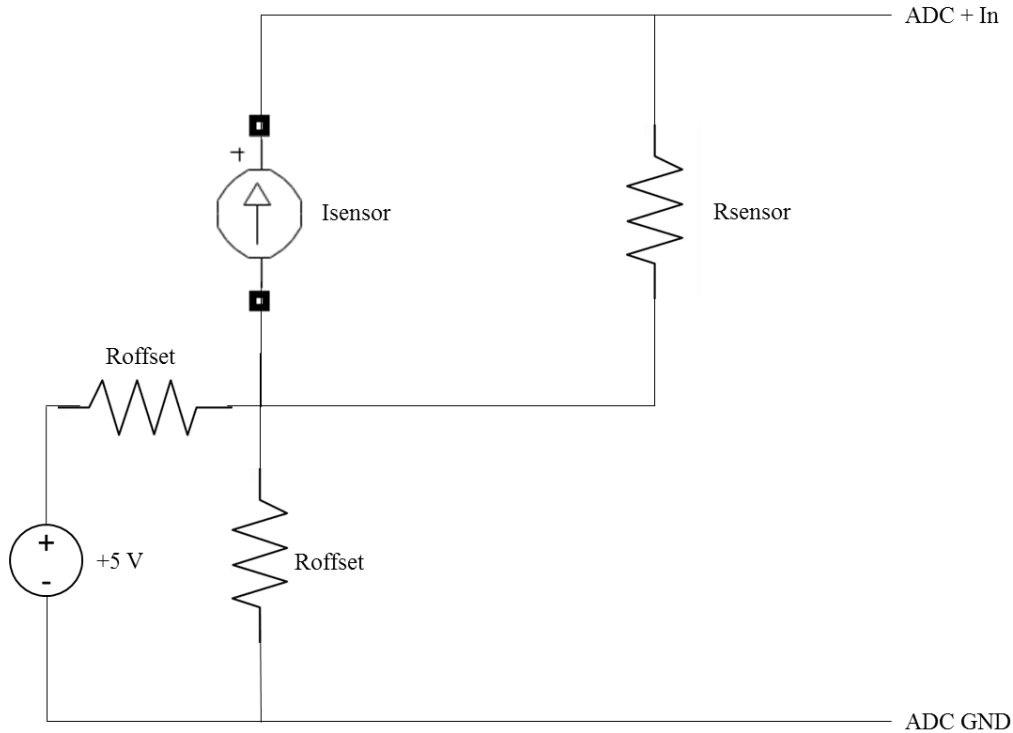 ADC + In
+
Isensor
Rsensor
Roffset
+
-
+5 V
Roffset
ADC GND